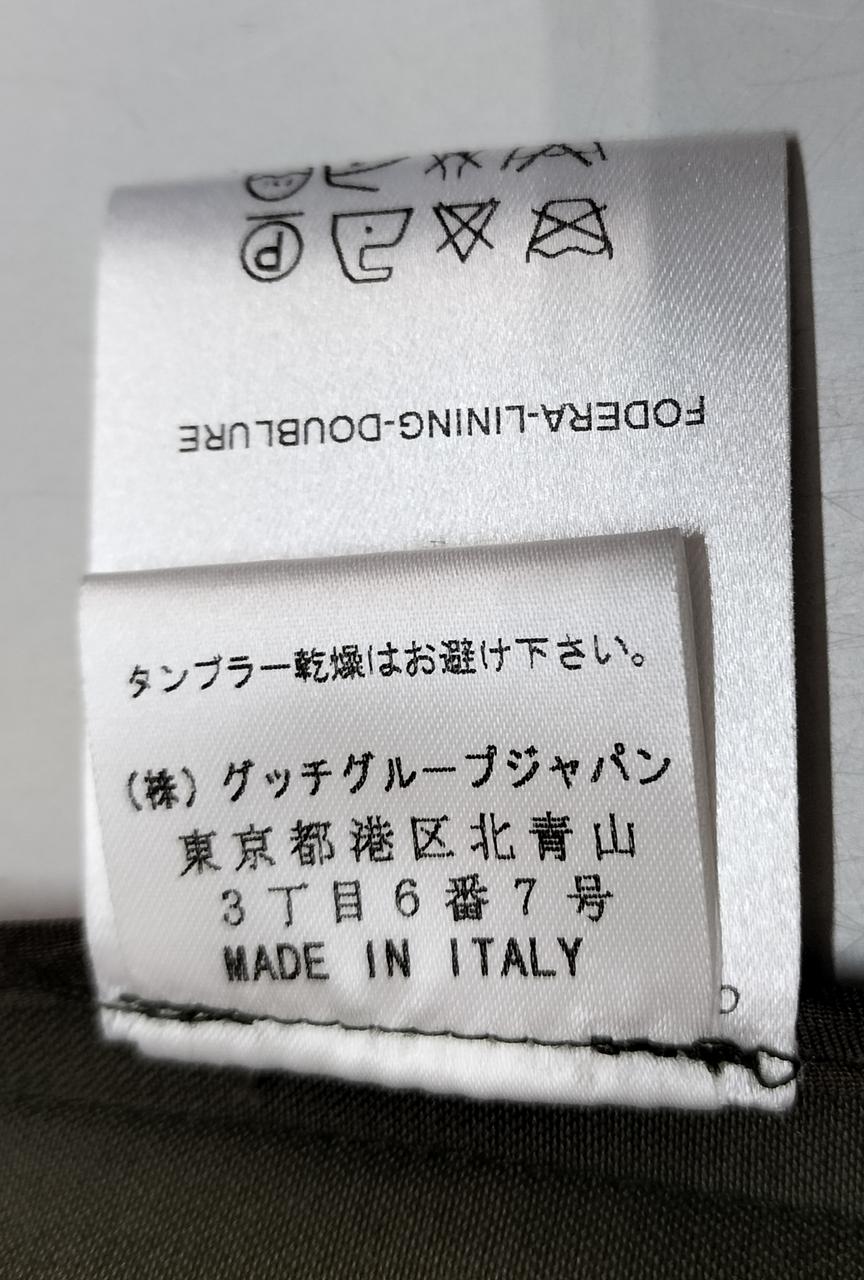 FODERA-LINING-DOUBLURE
タンブラー乾燥はお避け下さい。
(株)グッチグループジャパン
東京都港区北青山
3丁目6番7号
MADE IN ITALY